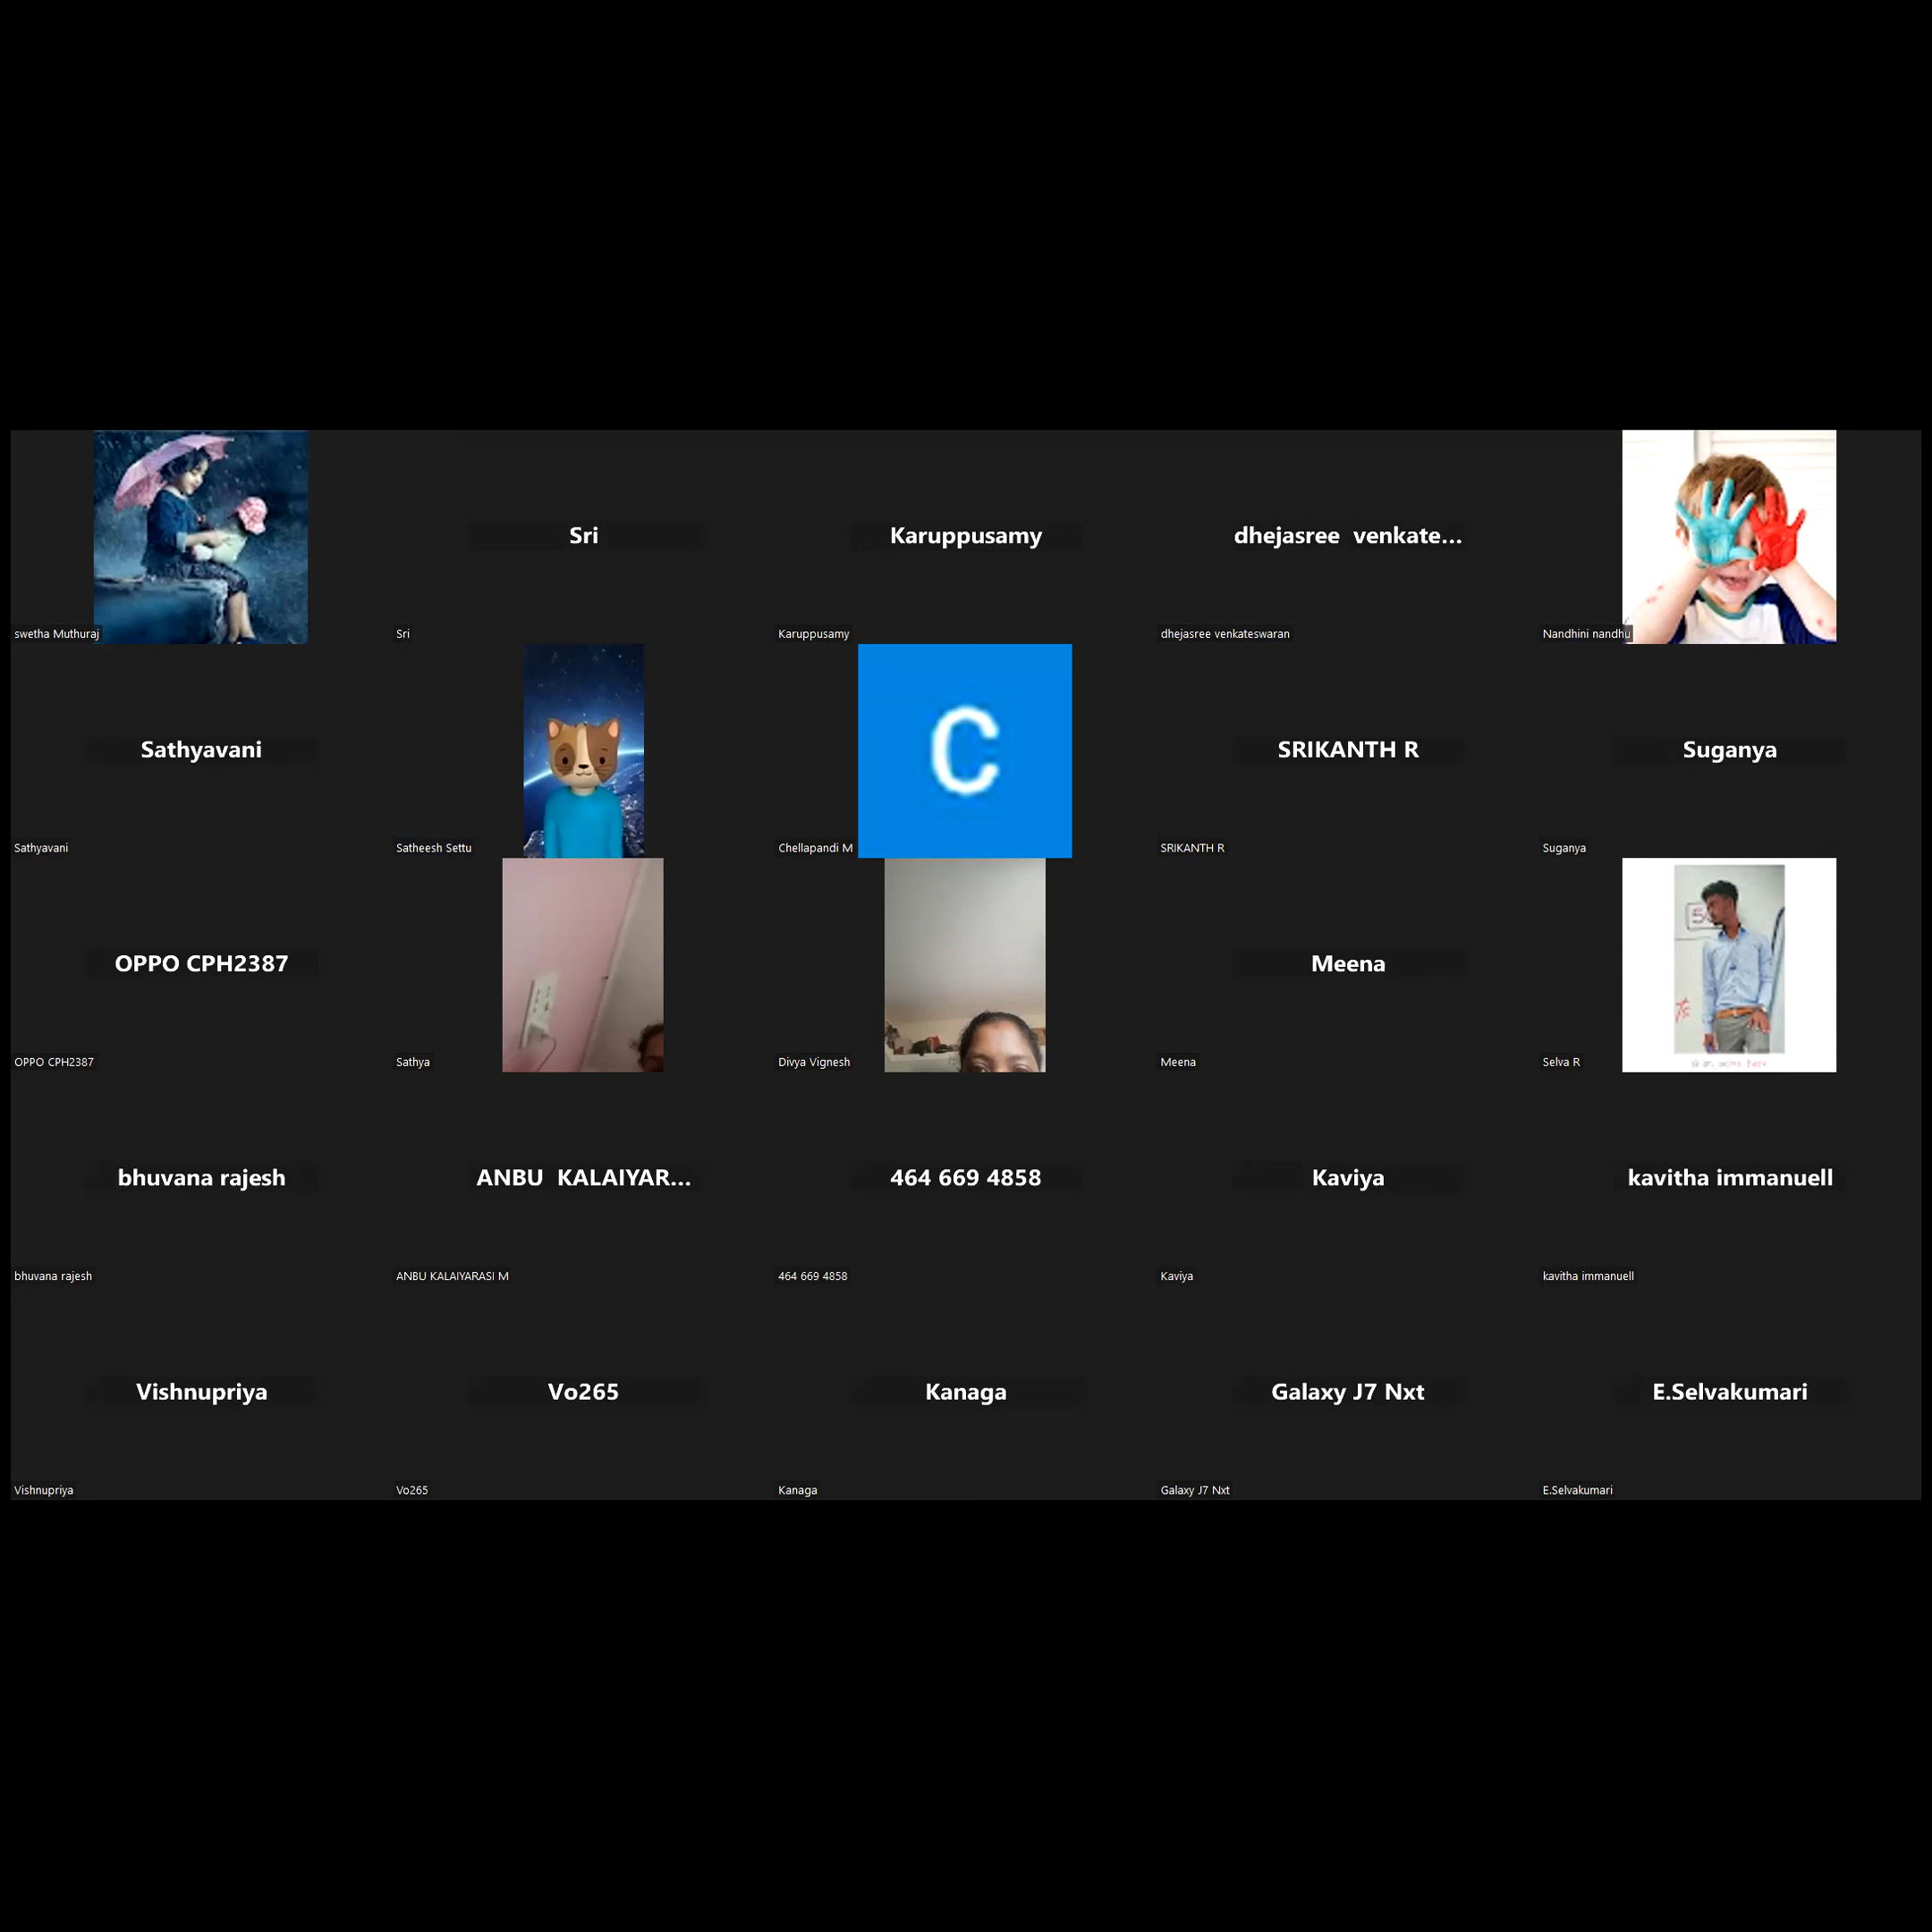 swetha Muthuraj
Sri
Sri
Karuppusamy
Karuppusamy
dhejasree venkate...
dhejasree venkateswaran
Nandhini nandhu
Sathyavani
Sathyavani
Satheesh Settu
C
Chellapandi M
SRIKANTH R
SRIKANTH R
Suganya
Suganya
OPPO CPH2387
OPPO CPH2387
Sathya
Divya Vignesh
Meena
Meena
Selva R
bhuvana rajesh
bhuvana rajesh
ANBU KALAIYAR...
ANBU KALAIYARASI M
464 669 4858
464 669 4858
Kaviya
Kaviya
kavitha immanuell
kavitha immanuell
Vishnupriya
Vishnupriya
Vo265
Vo265
Kanaga
Kanaga
Galaxy J7 Nxt
Galaxy J7 Nxt
E.Selvakumari
E.Selvakumari